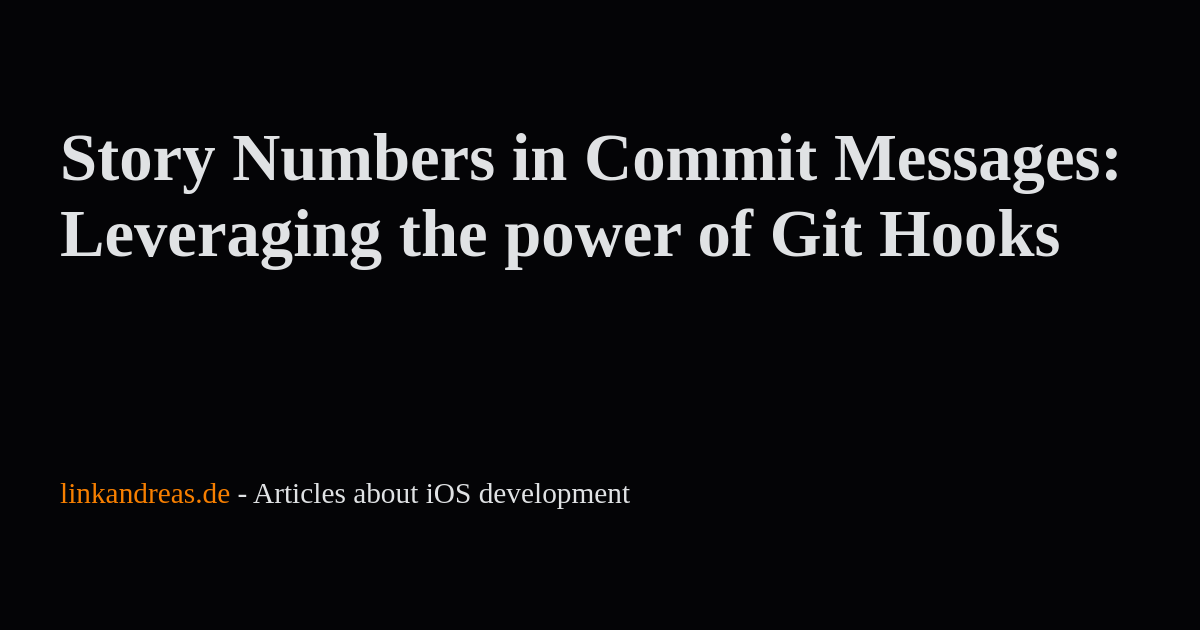 Story Numbers in Commit Messages:
Leveraging the power of Git Hooks
linkandreas.de - Articles about iOS development